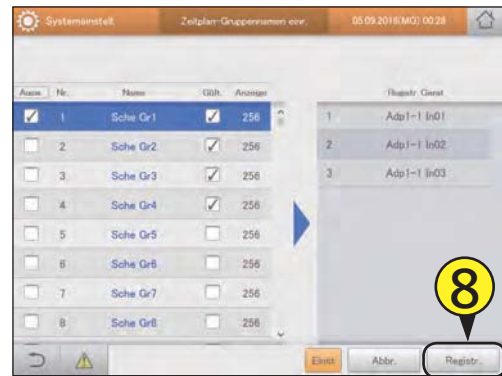 Systemeinstell. Zeitplan-Gruppennamen einr. 05 09 2016(MO) 00:28
Ausw. Nr. Name Gült. Anzeige Registr. Gerät
1 Sche Gr1 256 1 Adp1-1 In01
2 Sche Gr2 256 2 Adp1-1 In02
3 Sche Gr3 256 3 Adp1-1 In03
4 Sche Gr4 256
5 Sche Gr5 256
6 Sche Gr6 256
7 Sche Gr7 256
8 Sche Gr8 256
8
Einst Abbr. Registr.